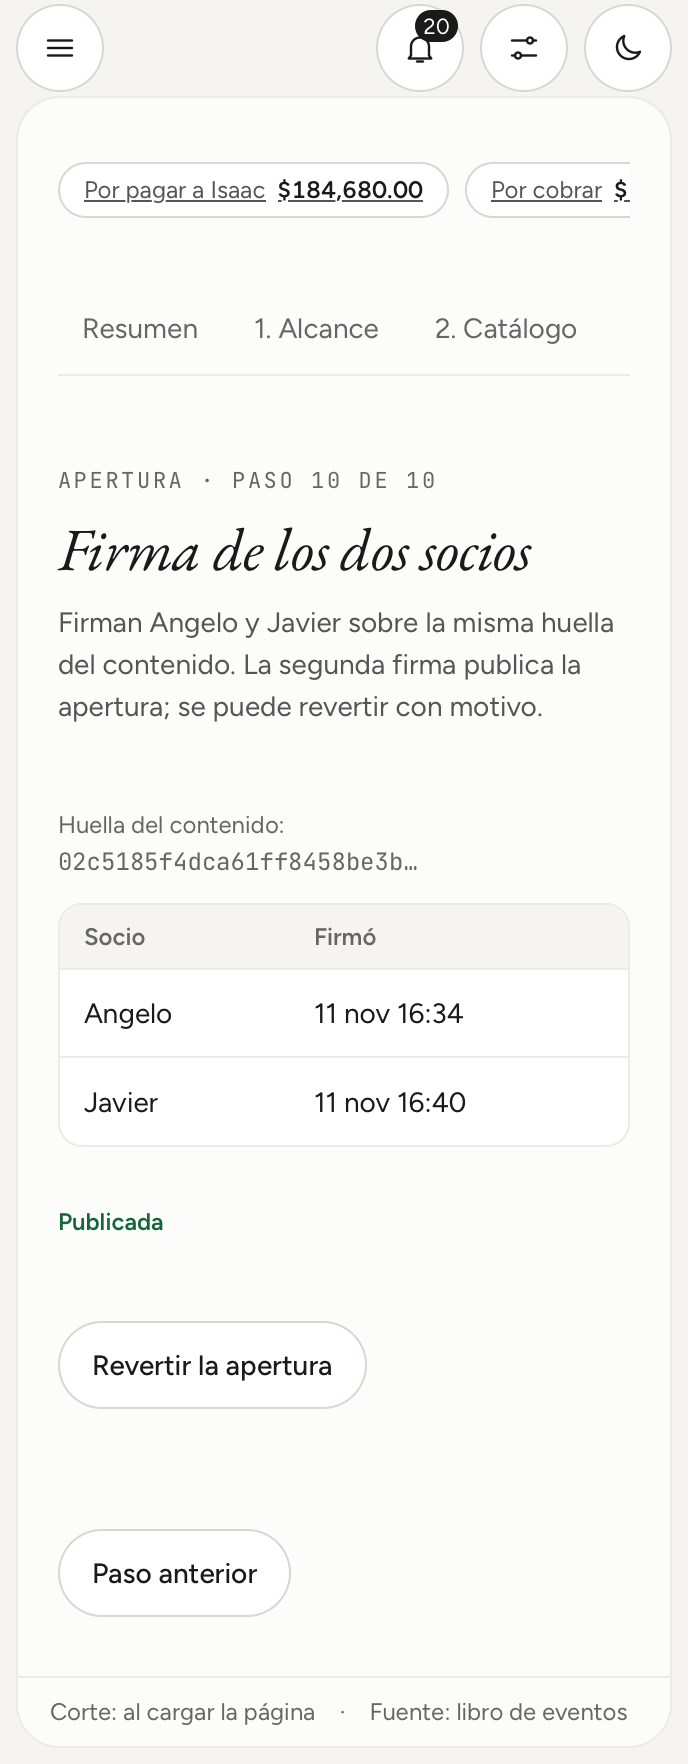 20
Por pagar a Isaac $184,680.00 Por cobrar $
Resumen 1. Alcance 2. Catálogo
APERTURA · PASO 10 DE 10
Firma de los dos socios
Firman Angelo y Javier sobre la misma huella
del contenido. La segunda firma publica la
apertura; se puede revertir con motivo.
Huella del contenido:
02c5185f4dca61ff8458be3b…
Socio Firmó
Angelo 11 nov 16:34
Javier 11 nov 16:40
Publicada
Revertir la apertura
Paso anterior
Corte: al cargar la página · Fuente: libro de eventos